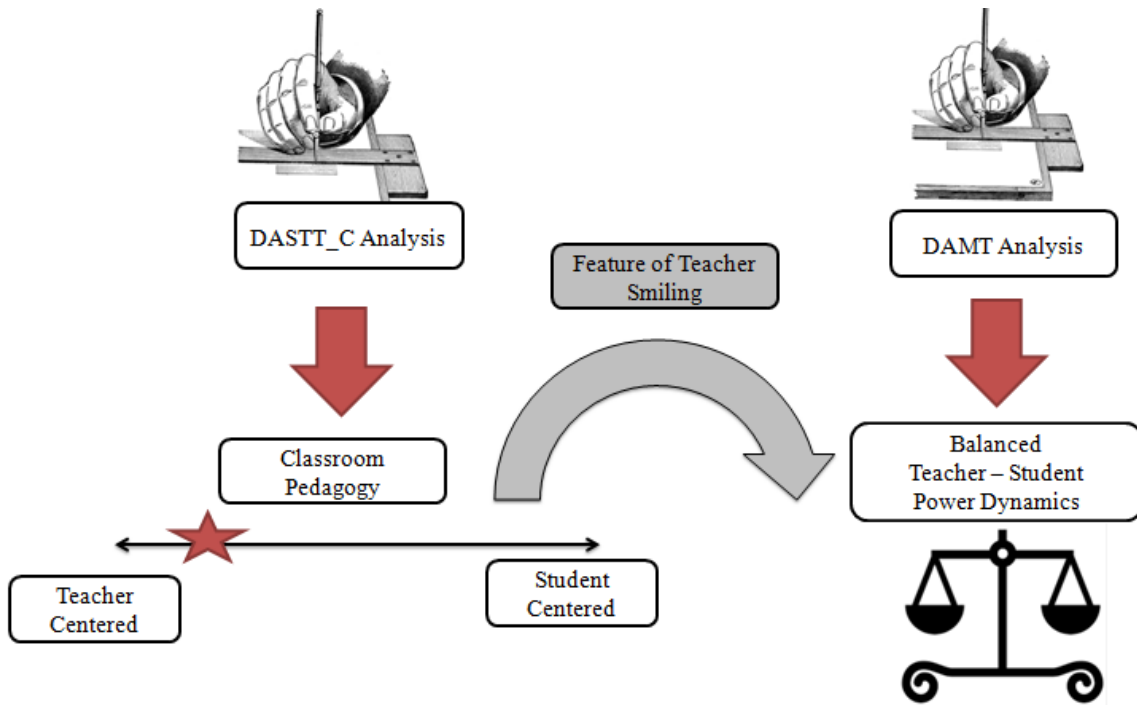 DASTT_C Analysis
DAMT Analysis
Feature of Teacher
Smiling
Classroom
Pedagogy
Balanced
Teacher – Student
Power Dynamics
Teacher
Centered
Student
Centered